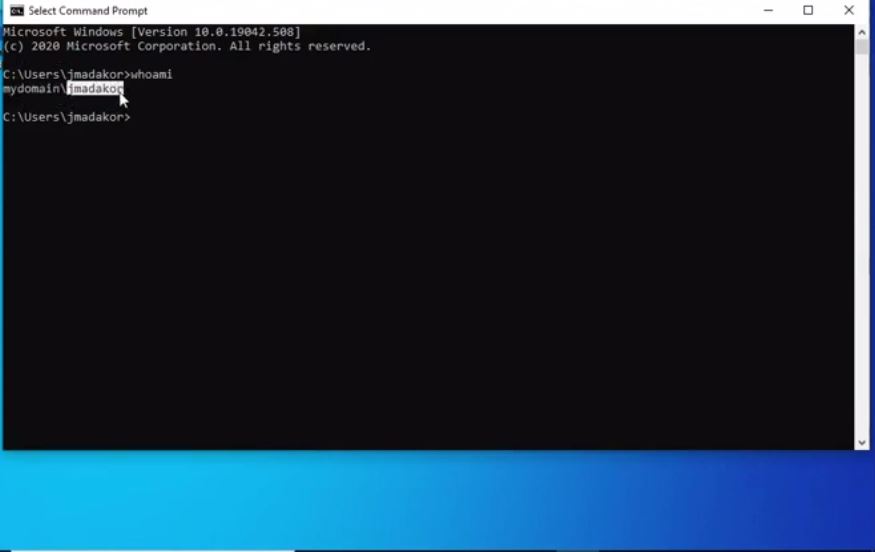 Select Command Prompt
Microsoft Windows [Version 10.0.19042.508]
(c) 2020 Microsoft Corporation. All rights reserved.
C:\Users\jmadakor>whoami
mydomain\jmadakor
C:\Users\jmadakor>